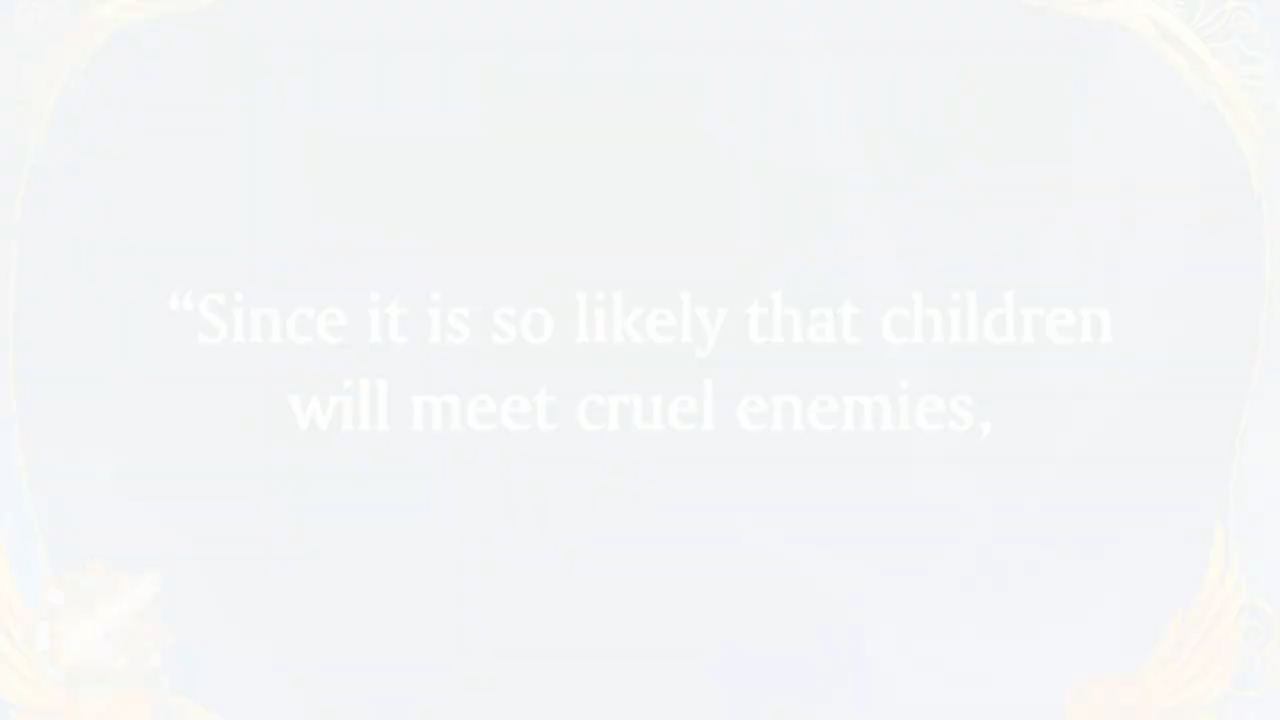 “Since it is so likely that children
will meet cruel enemies,